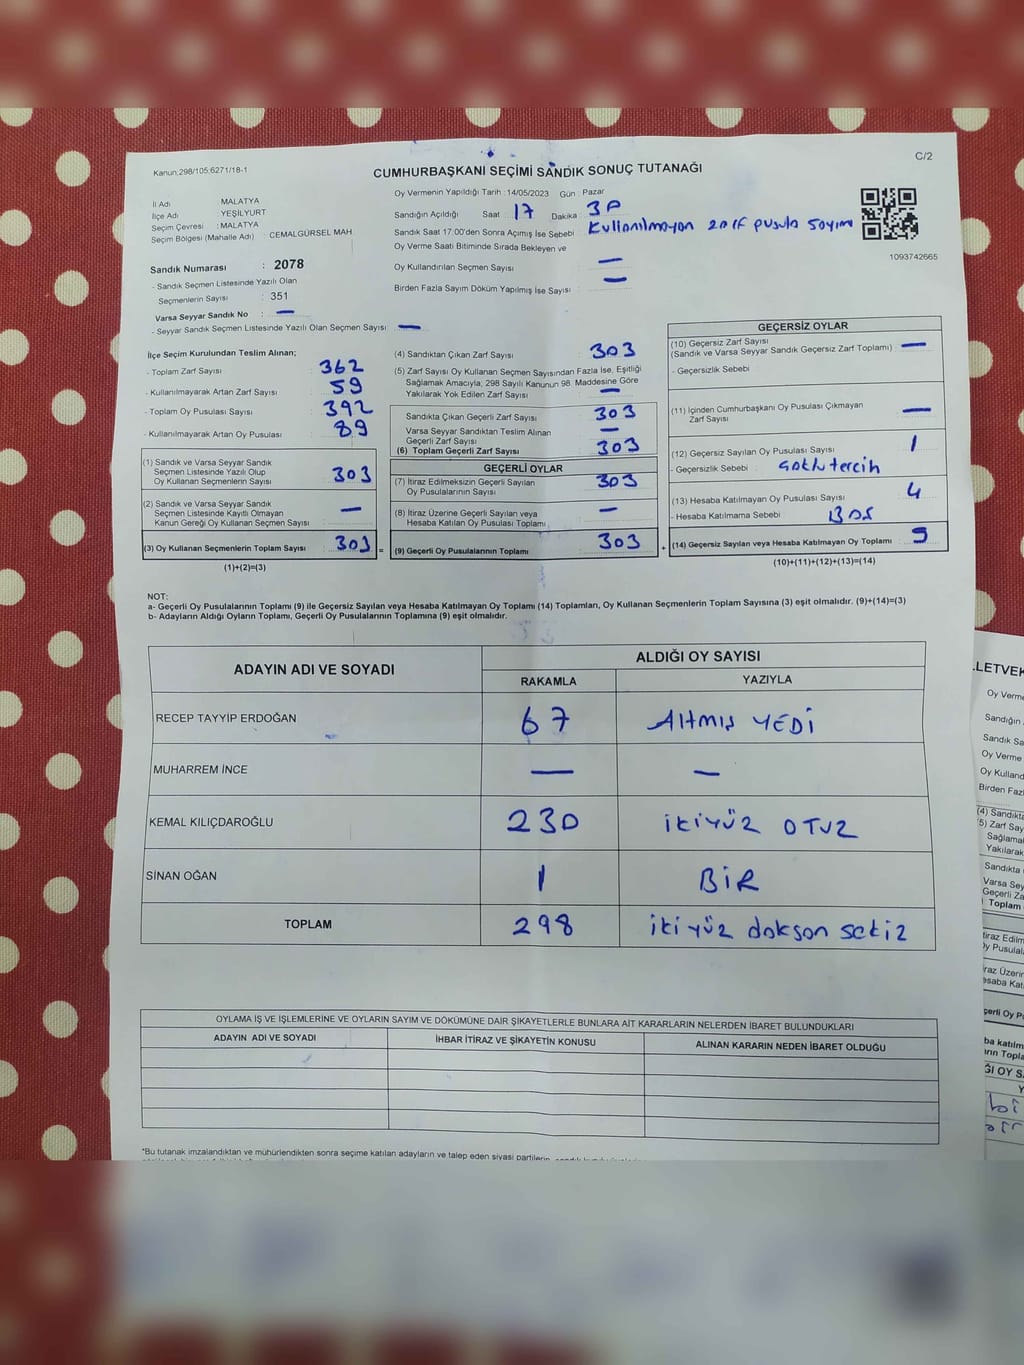 Kanun;298/105;6271/18-1
C/2
CUMHURBAŞKANI SEÇİMİ SANDIK SONUÇ TUTANAĞI
İl Adı MALATYA
İlçe Adı YEŞİLYURT
Seçim Çevresi : MALATYA
Seçim Bölgesi (Mahalle Adı) CEMALGÜRSEL MAH
Sandık Numarası : 2078
- Sandık Seçmen Listesinde Yazılı Olan
Seçmenlerin Sayısı : 351
Varsa Seyyar Sandık No : —
- Seyyar Sandık Seçmen Listesinde Yazılı Olan Seçmen Sayısı : —
Oy Vermenin Yapıldığı Tarih : 14/05/2023 Gün : Pazar
Sandığın Açıldığı Saat 17 Dakika 30
Sandık Saat 17:00'den Sonra Açılmış İse Sebebi Kullanılmayan zarf pusula sayımı
Oy Verme Saati Bitiminde Sırada Bekleyen ve
Oy Kullandırılan Seçmen Sayısı —
Birden Fazla Sayım Döküm Yapılmış İse Sayısı —
1093742665
İlçe Seçim Kurulundan Teslim Alınan;
- Toplam Zarf Sayısı : 362
- Kullanılmayarak Artan Zarf Sayısı : 59
- Toplam Oy Pusulası Sayısı : 392
- Kullanılmayarak Artan Oy Pusulası : 89
(1) Sandık ve Varsa Seyyar Sandık
Seçmen Listesinde Yazılı Olup
Oy Kullanan Seçmenlerin Sayısı : 303
(2) Sandık ve Varsa Seyyar Sandık
Seçmen Listesinde Kayıtlı Olmayan
Kanun Gereği Oy Kullanan Seçmen Sayısı : —
(3) Oy Kullanan Seçmenlerin Toplam Sayısı : 303 =
(1)+(2)=(3)
(4) Sandıktan Çıkan Zarf Sayısı 303
(5) Zarf Sayısı Oy Kullanan Seçmen Sayısından Fazla İse, Eşitliği
Sağlamak Amacıyla, 298 Sayılı Kanunun 98. Maddesine Göre
Yakılarak Yok Edilen Zarf Sayısı —
Sandıkta Çıkan Geçerli Zarf Sayısı 303
Varsa Seyyar Sandıktan Teslim Alınan
Geçerli Zarf Sayısı —
(6) Toplam Geçerli Zarf Sayısı 303
GEÇERLİ OYLAR
(7) İtiraz Edilmeksizin Geçerli Sayılan
Oy Pusulalarının Sayısı 303
(8) İtiraz Üzerine Geçerli Sayılan veya
Hesaba Katılan Oy Pusulası Toplamı —
(9) Geçerli Oy Pusulalarının Toplamı 303 +
GEÇERSİZ OYLAR
(10) Geçersiz Zarf Sayısı
(Sandık ve Varsa Seyyar Sandık Geçersiz Zarf Toplamı) —
- Geçersizlik Sebebi
(11) İçinden Cumhurbaşkanı Oy Pusulası Çıkmayan
Zarf Sayısı —
(12) Geçersiz Sayılan Oy Pusulası Sayısı 1
- Geçersizlik Sebebi : çoklu tercih
(13) Hesaba Katılmayan Oy Pusulası Sayısı 4
- Hesaba Katılmama Sebebi : BOŞ
(14) Geçersiz Sayılan veya Hesaba Katılmayan Oy Toplamı 5
(10)+(11)+(12)+(13)=(14)
NOT:
a- Geçerli Oy Pusulalarının Toplamı (9) ile Geçersiz Sayılan veya Hesaba Katılmayan Oy Toplamı (14) Toplamları, Oy Kullanan Seçmenlerin Toplam Sayısına (3) eşit olmalıdır. (9)+(14)=(3)
b- Adayların Aldığı Oyların Toplamı, Geçerli Oy Pusulalarının Toplamına (9) eşit olmalıdır.
ADAYIN ADI VE SOYADI ALDIĞI OY SAYISI
RAKAMLA YAZIYLA
RECEP TAYYİP ERDOĞAN 67 Altmış YEDİ
MUHARREM İNCE — —
KEMAL KILIÇDAROĞLU 230 ikiyüz OTUZ
SİNAN OĞAN 1 BİR
TOPLAM 298 ikiyüz doksan sekiz
OYLAMA İŞ VE İŞLEMLERİNE VE OYLARIN SAYIM VE DÖKÜMÜNE DAİR ŞİKAYETLERLE BUNLARA AİT KARARLARIN NELERDEN İBARET BULUNDUKLARI
ADAYIN ADI VE SOYADI İHBAR İTİRAZ VE ŞİKAYETİN KONUSU ALINAN KARARIN NEDEN İBARET OLDUĞU
*Bu tutanak imzalandıktan ve mühürlendikten sonra seçime katılan adayların ve talep eden siyasi partilerin,
LLETVEK
Oy Verme
Sandığın
Sandık Sa
Oy Verme
Oy Kulland
Birden Fazl
(4) Sandıkta
5) Zarf Say
Sağlama
Yakılarak
Sandıkta
Varsa Sey
Geçerli Za
Toplam
tiraz Edilm
Oy Pusulal
raz Üzerin
esaba Kat
çerli Oy P
ba katılm
ının Topla
ĞI OY S
Y
bi